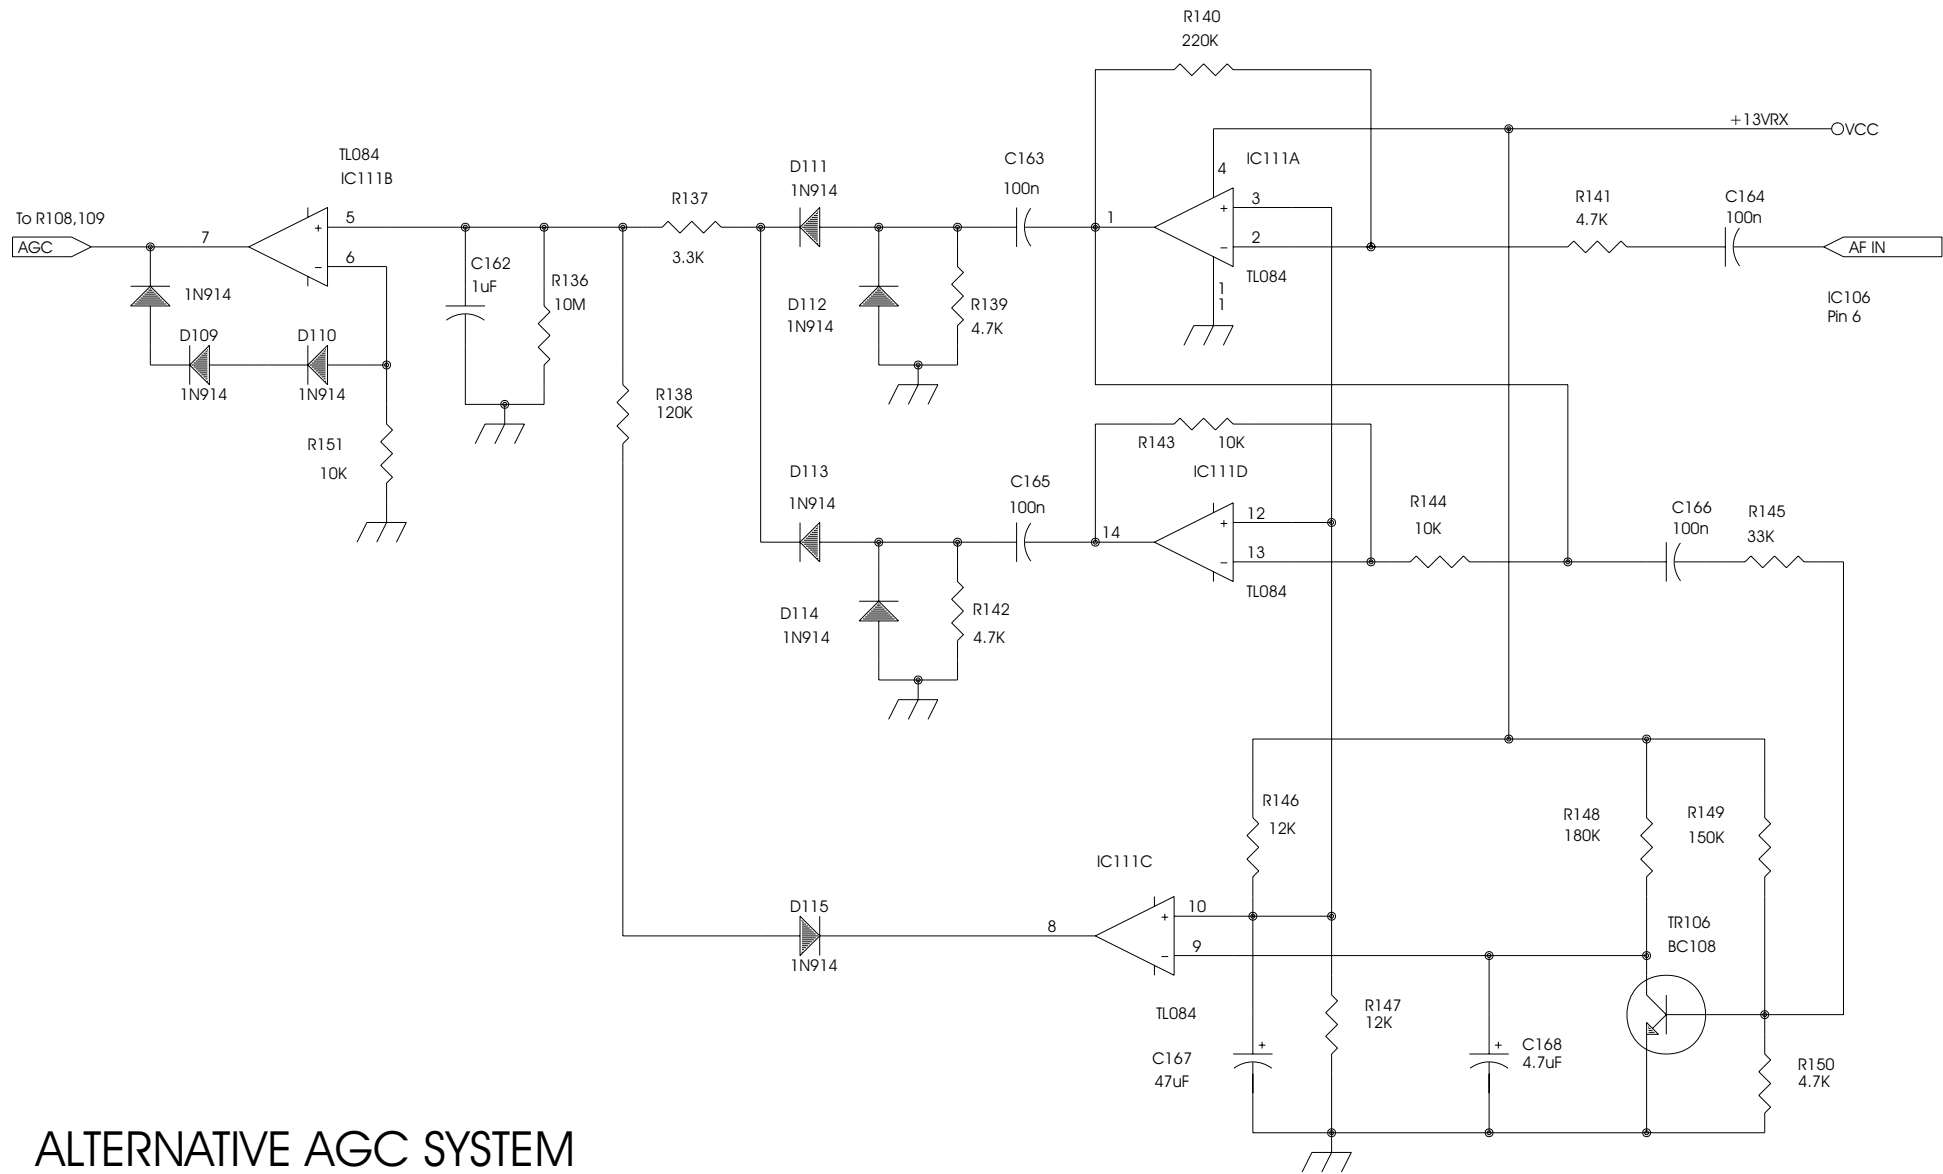 R140
220K
+13VRX
VCC
TL084
IC111B
D111
1N914
C163
100n
IC111A
4
3
2
1
R141
4.7K
C164
100n
To R108,109
AGC
7
5
6
+
−
R137
3.3K
+
−
AF IN
C162
1uF
R136
10M
1N914
D112
1N914
R139
4.7K
TL084
1
1
IC106
Pin 6
D109
1N914
D110
1N914
R138
120K
R151
10K
R143
10K
IC111D
D113
1N914
C165
100n
14
12
13
+
−
R144
10K
C166
100n
R145
33K
TL084
D114
1N914
R142
4.7K
R146
12K
R148
180K
R149
150K
IC111C
D115
1N914
8
10
9
+
−
TR106
BC108
TL084
R147
12K
C167
47uF
+
C168
4.7uF
+
R150
4.7K
ALTERNATIVE AGC SYSTEM